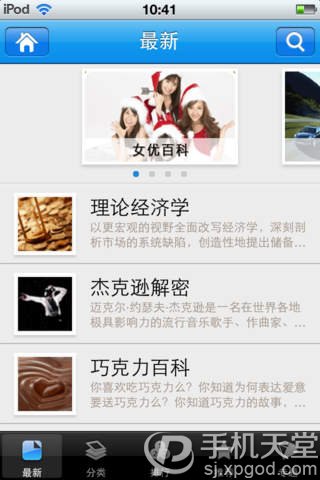 iPod 10:41
最新
女优百科
理论经济学
以更宏观的视野全面改写经济学，深刻剖
析市场的系统缺陷，创造性地提出储备…
杰克逊解密
迈克尔·约瑟夫·杰克逊是一名在世界各地
极具影响力的流行音乐歌手、作曲家、…
巧克力百科
你喜欢吃巧克力么？你知道为何表达爱意
要送巧克力么？你知道巧克力的故事，…
手机天堂
最新 分类
sj.xpgod.com